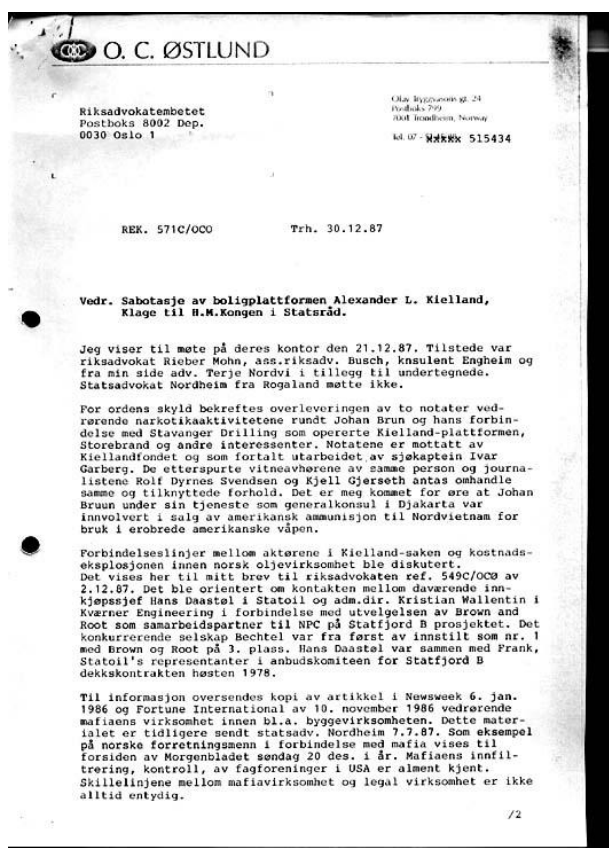 O. C. ØSTLUND
Olav Tryggvasons gt. 24
Postboks 799
7001 Trondheim, Norway
Tel. 07 - 515434
Riksadvokatembetet
Postboks 8002 Dep.
0030 Oslo 1
REK. 571C/OCO Trh. 30.12.87
Vedr. Sabotasje av boligplattformen Alexander L. Kielland,
Klage til H.M.Kongen i Statsråd.
Jeg viser til møte på deres kontor den 21.12.87. Tilstede var
riksadvokat Rieber Mohn, ass.riksadv. Busch, knsulent Engheim og
fra min side adv. Terje Nordvi i tillegg til undertegnede.
Statsadvokat Nordheim fra Rogaland møtte ikke.
For ordens skyld bekreftes overleveringen av to notater ved-
rørende narkotikaaktivitetene rundt Johan Brun og hans forbin-
delse med Stavanger Drilling som opererte Kielland-plattformen,
Storebrand og andre interessenter. Notatene er mottatt av
Kiellandfondet og som fortalt utarbeidet av sjøkaptein Ivar
Garberg. De etterspurte vitneavhørene av samme person og journa-
listene Rolf Dyrnes Svendsen og Kjell Gjerseth antas omhandle
samme og tilknyttede forhold. Det er meg kommet for øre at Johan
Bruun under sin tjeneste som generalkonsul i Djakarta var
innvolvert i salg av amerikansk ammunisjon til Nordvietnam for
bruk i erobrede amerikanske våpen.
Forbindelseslinjer mellom aktørene i Kielland-saken og kostnads-
eksplosjonen innen norsk oljevirksomhet ble diskutert.
Det vises her til mitt brev til riksadvokaten ref. 549C/OCØ av
2.12.87. Det ble orientert om kontakten mellom daværende inn-
kjøpssjef Hans Daastøl i Statoil og adm.dir. Kristian Wallentin i
Kværner Engineering i forbindelse med utvelgelsen av Brown and
Root som samarbeidspartner til NPC på Statfjord B prosjektet. Det
konkurrerende selskap Bechtel var fra først av innstilt som nr. 1
med Brown og Root på 3. plass. Hans Daastøl var sammen med Frank,
Statoil's representanter i anbudskomiteen for Statfjord B
dekkskontrakten høsten 1978.
Til informasjon oversendes kopi av artikkel i Newsweek 6. jan.
1986 og Fortune International av 10. november 1986 vedrørende
mafiaens virksomhet innen bl.a. byggevirksomheten. Dette mater-
ialet er tidligere sendt statsadv. Nordheim 7.7.87. Som eksempel
på norske forretningsmenn i forbindelse med mafia vises til
forsiden av Morgenbladet søndag 20 des. i år. Mafiaens innfil-
trering, kontroll, av fagforeninger i USA er alment kjent.
Skillelinjene mellom mafiavirksomhet og legal virksomhet er ikke
alltid entydig.
/2